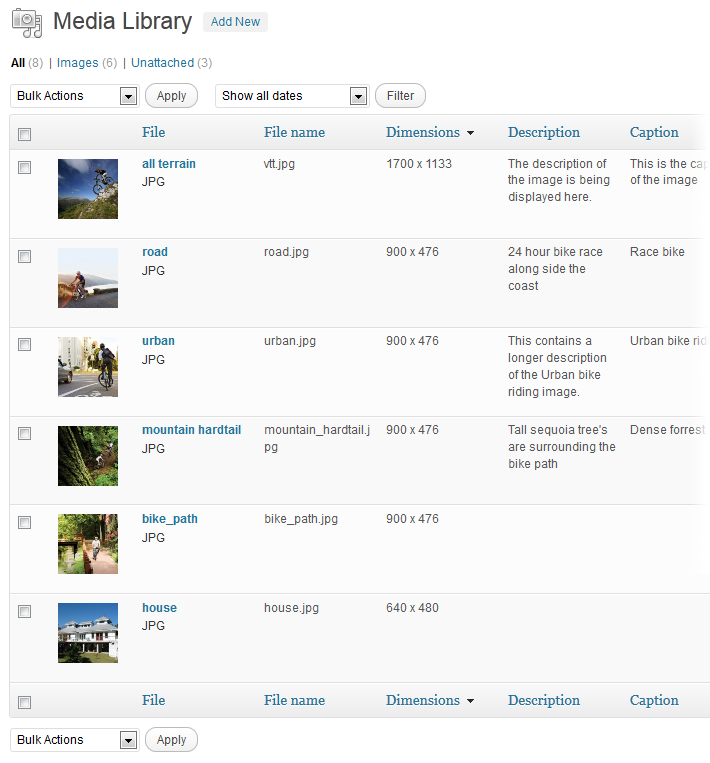 Media Library Add New
All (8) | Images (6) | Unattached (3)
Bulk Actions Apply Show all dates Filter
File File name Dimensions Description Caption
all terrain vtt.jpg 1700 x 1133 The description of This is the cap
JPG the image is being of the image
displayed here.
road road.jpg 900 x 476 24 hour bike race Race bike
JPG along side the
coast
urban urban.jpg 900 x 476 This contains a Urban bike rid
JPG longer description
of the Urban bike
riding image.
mountain hardtail mountain_hardtail.j 900 x 476 Tall sequoia tree's Dense forrest
JPG pg are surrounding the
bike path
bike_path bike_path.jpg 900 x 476
JPG
house house.jpg 640 x 480
JPG
File File name Dimensions Description Caption
Bulk Actions Apply